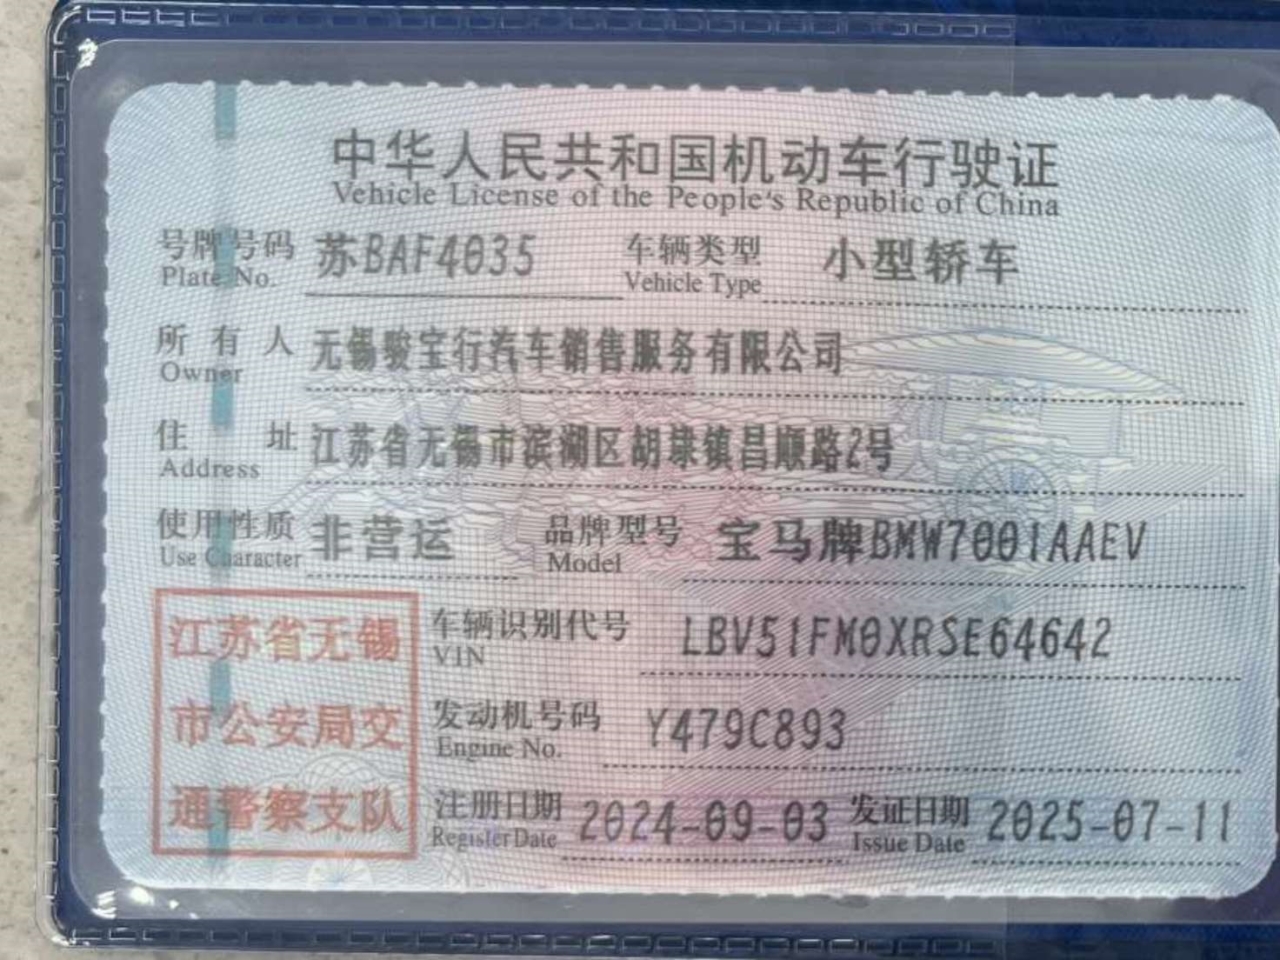 中华人民共和国机动车行驶证
Vehicle License of the People's Republic of China
号牌号码 苏BAF4035 车辆类型 小型轿车
Plate No. Vehicle Type
所有人 无锡骏宝行汽车销售服务有限公司
Owner
住址 江苏省无锡市滨湖区胡埭镇昌顺路2号
Address
使用性质 非营运 品牌型号 宝马牌BMW7001AAEV
Use Character Model
江苏省无锡
市公安局交
通警察支队
车辆识别代号 LBV51FM0XRSE64642
VIN
发动机号码 Y479C893
Engine No.
注册日期 2024-09-03 发证日期 2025-07-11
Register Date Issue Date